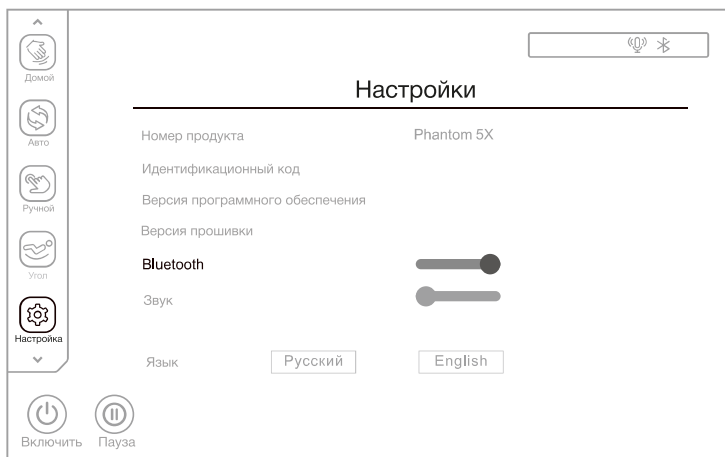 Домой
Авто
Ручной
Угол
Настройка
Настройки
Номер продукта Phantom 5X
Идентификационный код
Версия программного обеспечения
Версия прошивки
Bluetooth
Звук
Язык Русский English
Включить Пауза